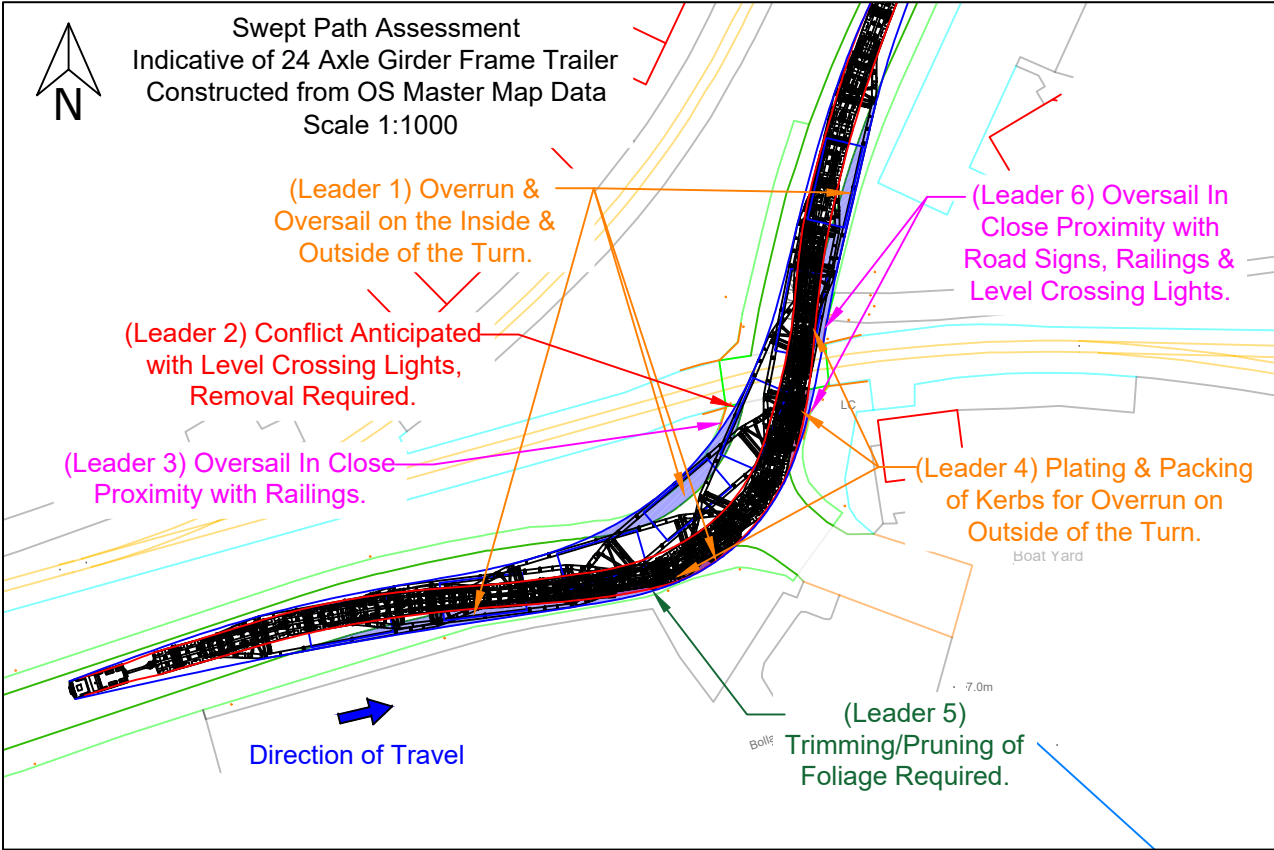 Swept Path Assessment
Indicative of 24 Axle Girder Frame Trailer
Constructed from OS Master Map Data
Scale 1:1000
N
(Leader 1) Overrun &
Oversail on the Inside &
Outside of the Turn.
(Leader 6) Oversail In
Close Proximity with
Road Signs, Railings &
Level Crossing Lights.
(Leader 2) Conflict Anticipated
with Level Crossing Lights,
Removal Required.
LC
(Leader 3) Oversail In Close
Proximity with Railings.
(Leader 4) Plating & Packing
of Kerbs for Overrun on
Outside of the Turn.
Boat Yard
7.0m
(Leader 5)
Trimming/Pruning of
Foliage Required.
Direction of Travel